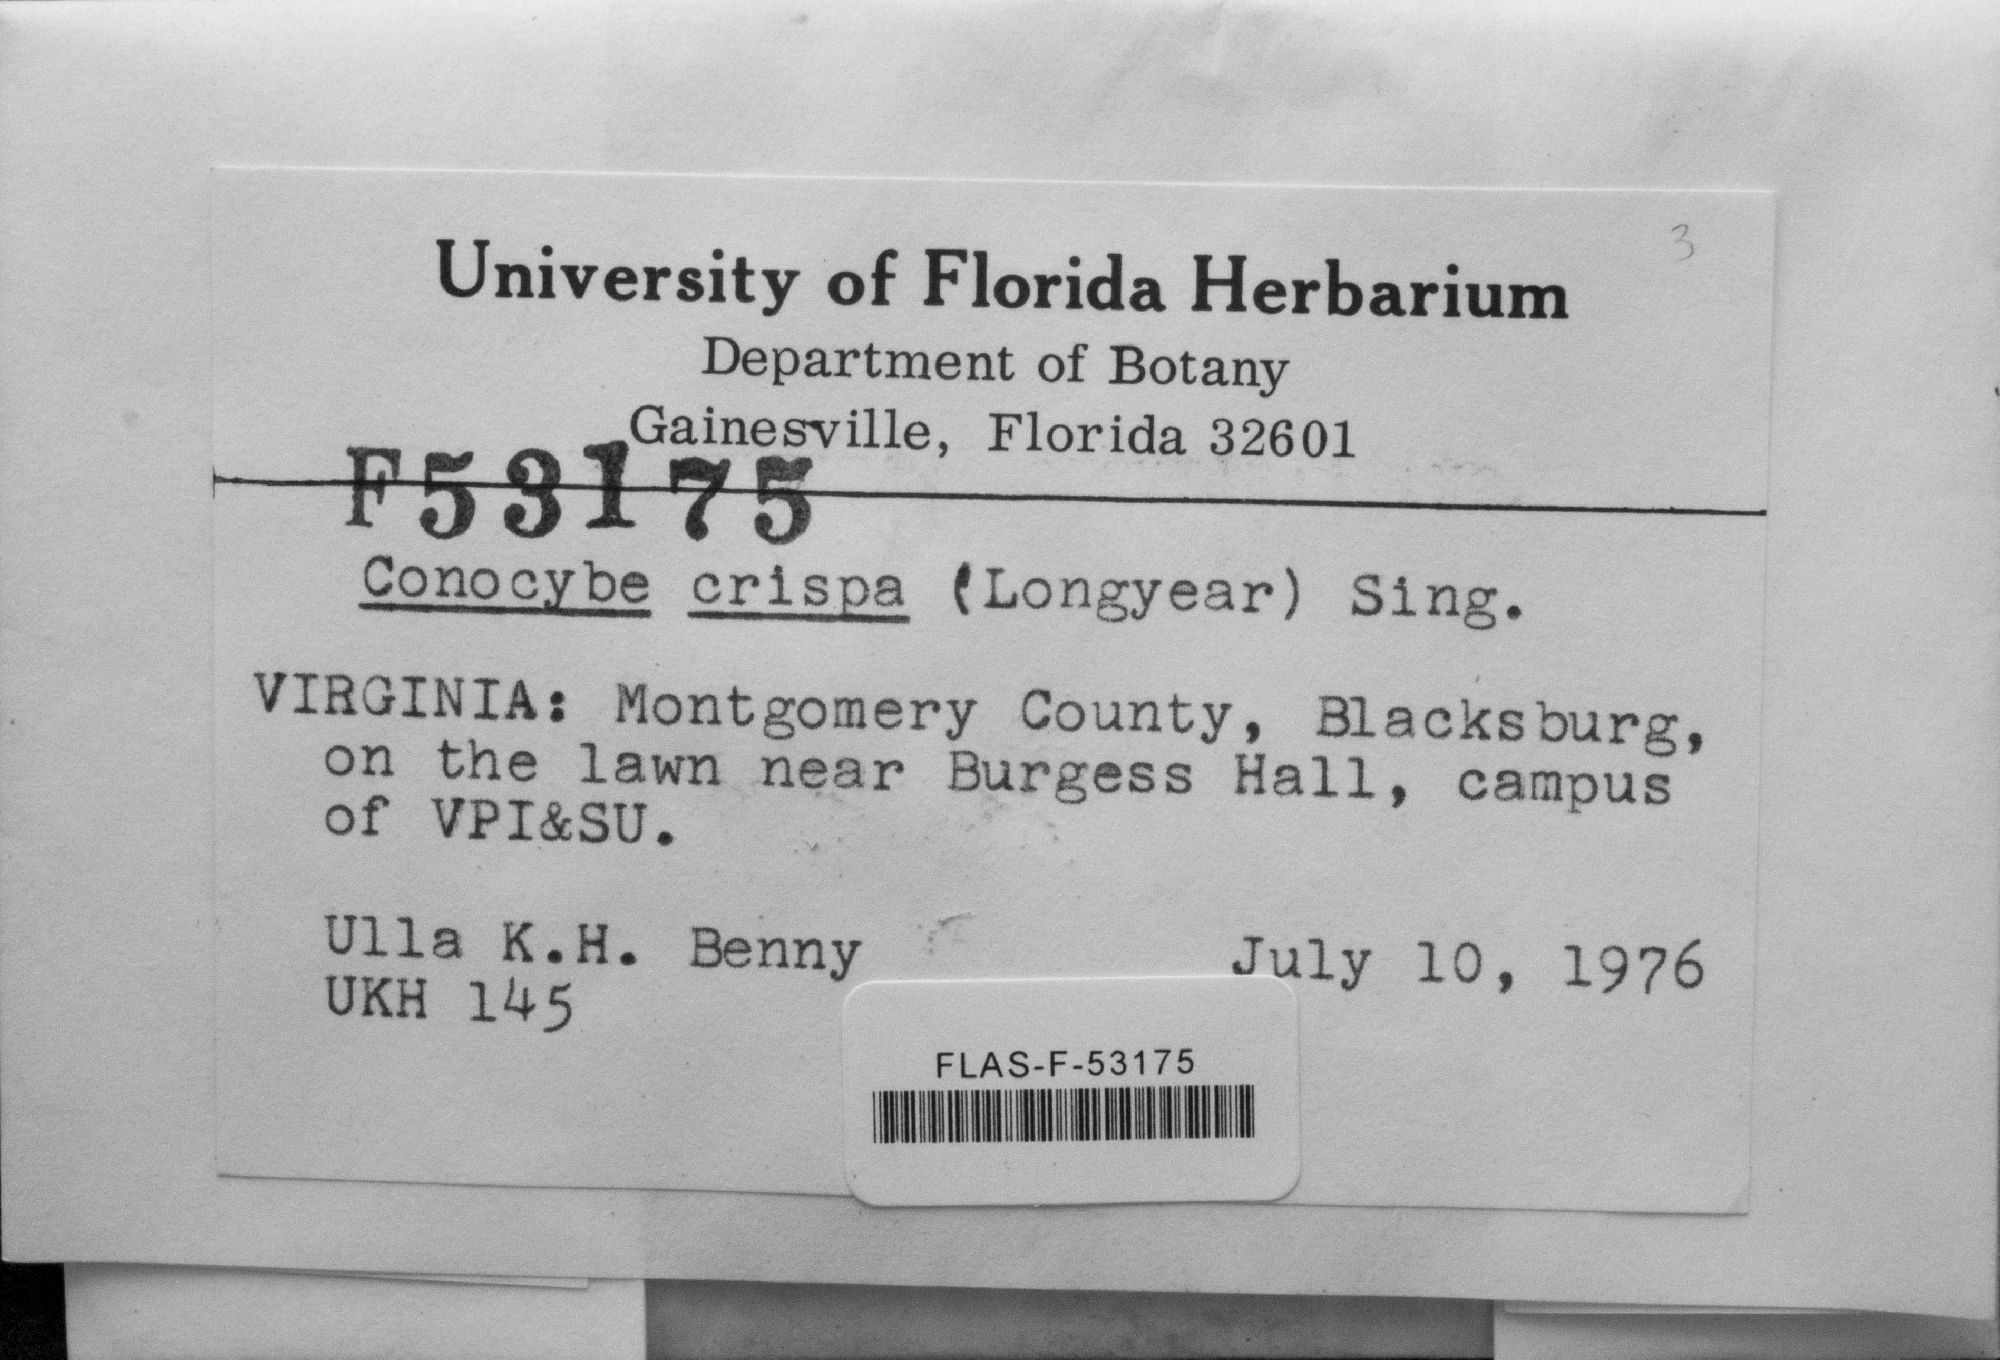 3
University of Florida Herbarium
Department of Botany
Gainesville, Florida 32601
F53175
Conocybe crispa (Longyear) Sing.
VIRGINIA: Montgomery County, Blacksburg,
on the lawn near Burgess Hall, campus
of VPI&SU.
Ulla K.H. Benny July 10, 1976
UKH 145
FLAS-F-53175